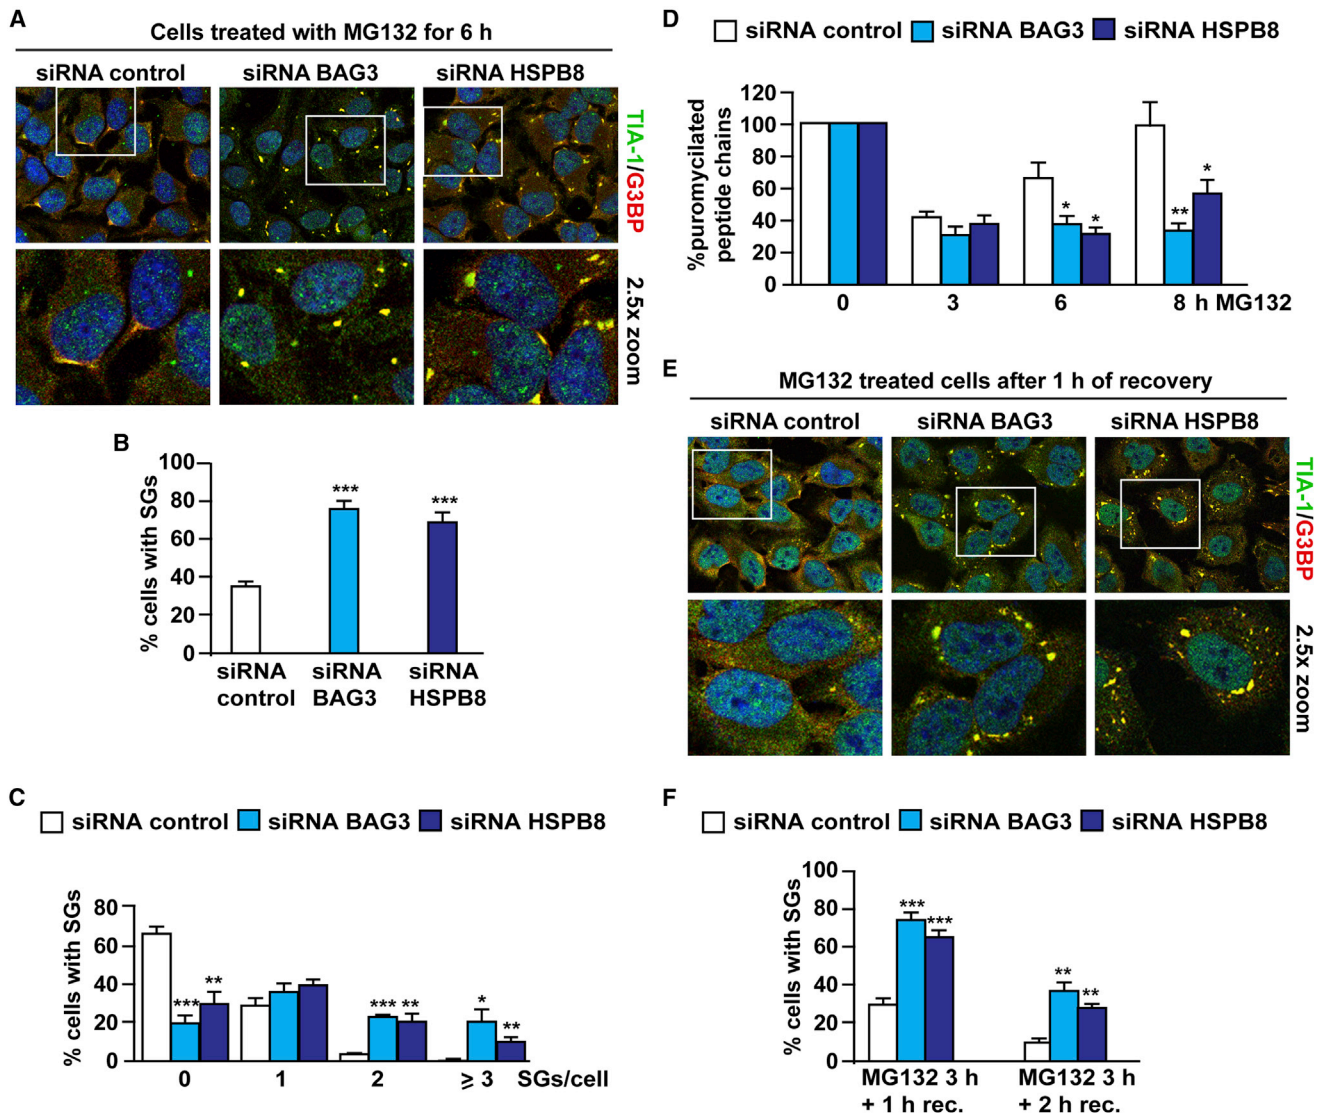 A
Cells treated with MG132 for 6 h
siRNA control siRNA BAG3 siRNA HSPB8
TIA-1/G3BP
2.5x zoom
B
% cells with SGs
100
80
60
40
20
0
*** ***
siRNA control
siRNA BAG3
siRNA HSPB8
C
siRNA control siRNA BAG3 siRNA HSPB8
% cells with SGs
80
60
40
20
0
*** ** *** ** * **
0 1 2 ⩾ 3 SGs/cell
D
siRNA control siRNA BAG3 siRNA HSPB8
%puromycilated
peptide chains
120
100
80
60
40
20
0
* * ** *
0 3 6 8 h MG132
E
MG132 treated cells after 1 h of recovery
siRNA control siRNA BAG3 siRNA HSPB8
TIA-1/G3BP
2.5x zoom
F
siRNA control siRNA BAG3 siRNA HSPB8
% cells with SGs
100
80
60
40
20
0
*** *** ** **
MG132 3 h
+ 1 h rec.
MG132 3 h
+ 2 h rec.